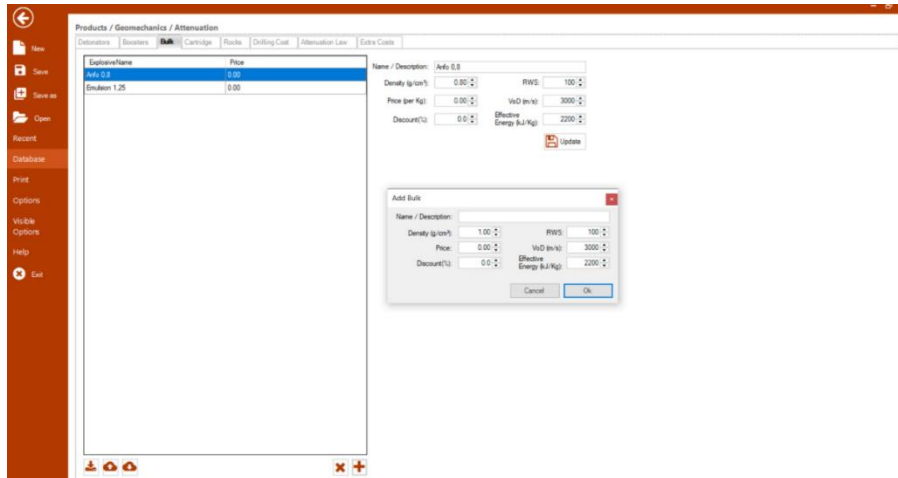 Products / Geomechanics / Attenuation
Detonators Boosters Bulk Cartridge Rocks Drilling Cost Attenuation Law Extra Costs
New
Save
Save as
Open
Recent
Database
Print
Options
Visible
Options
Help
Exit
ExplosiveName Price
Anfo 0,8 0.00
Emulsion 1.25 0.00
Name / Description: Anfo 0,8
Density (g/cm³): 0.80 RWS: 100
Price (per Kg): 0.00 VoD (m/s): 3000
Discount(%): 0.0 Effective Energy (kJ/Kg): 2200
Update
Add Bulk
Name / Description:
Density (g/cm³): 1.00 RWS: 100
Price: 0.00 VoD (m/s): 3000
Discount(%): 0.0 Effective Energy (kJ/Kg): 2200
Cancel Ok